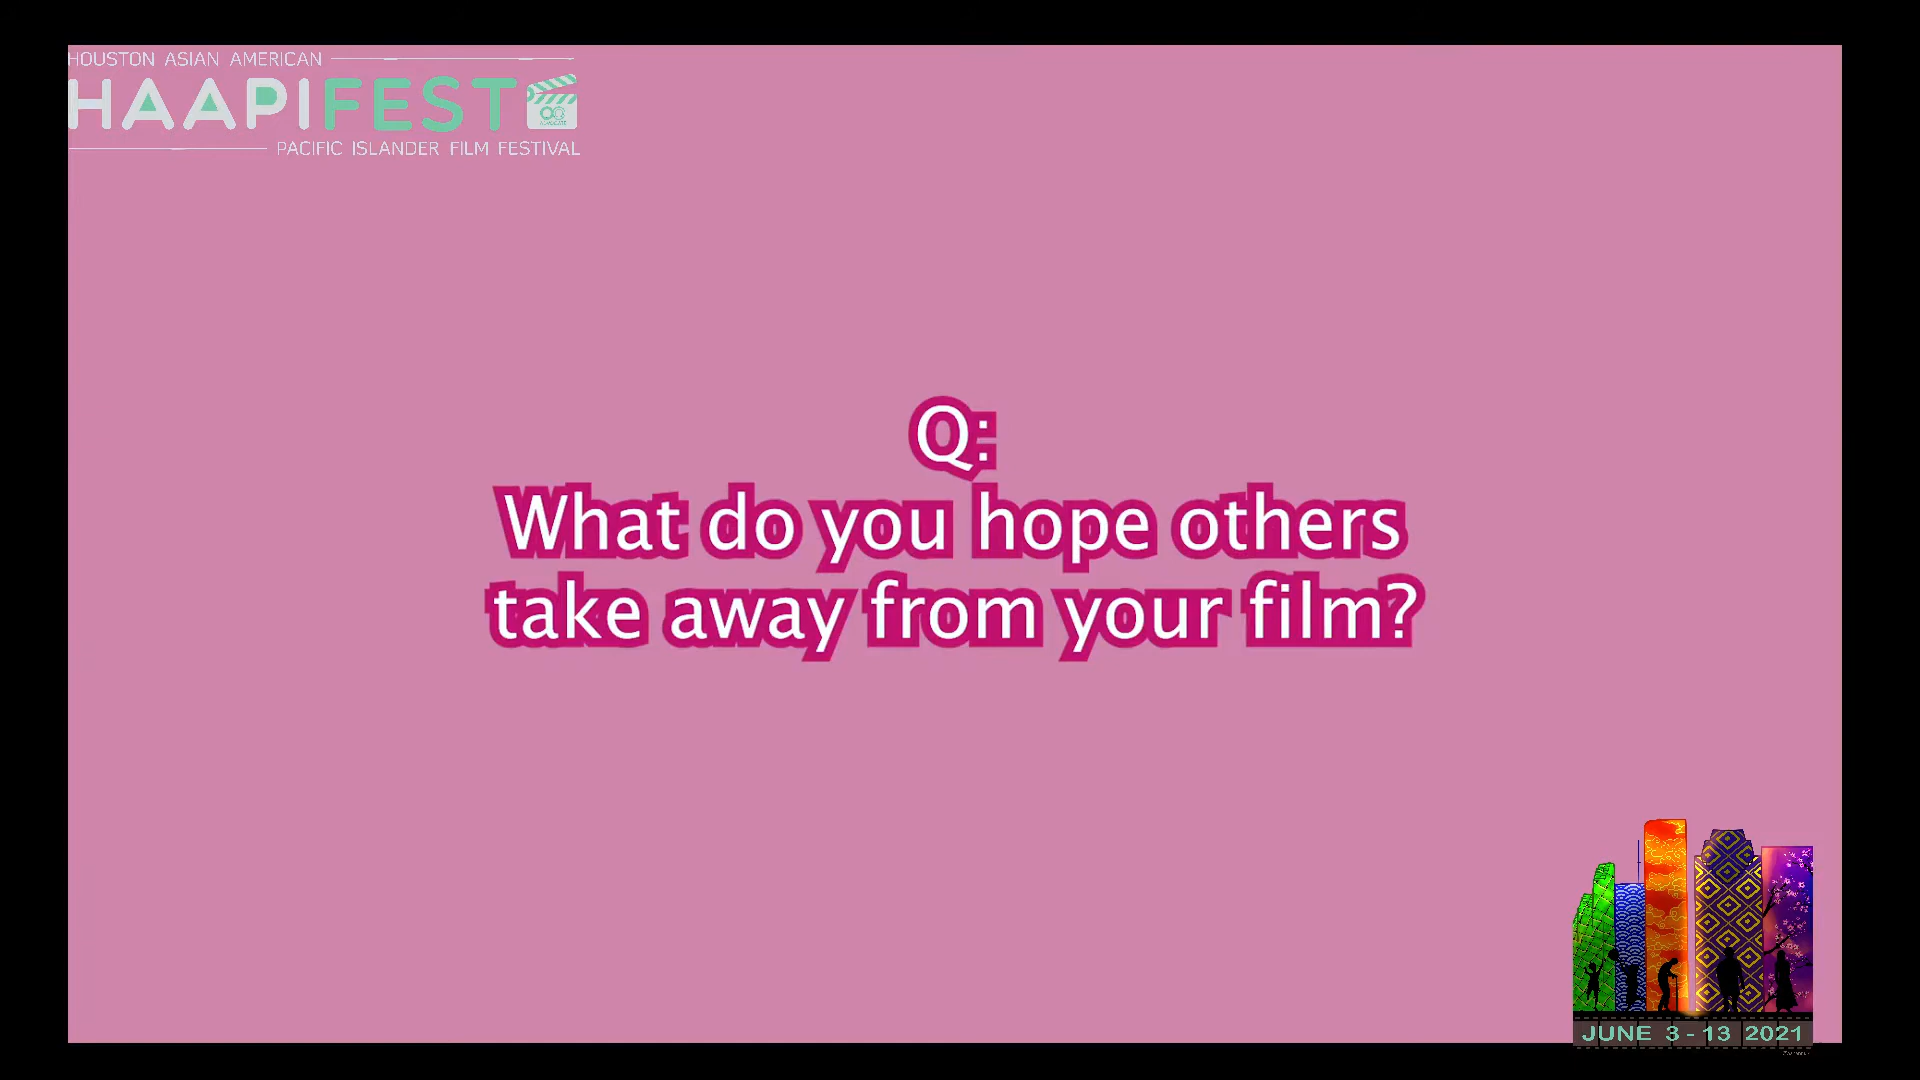 HOUSTON ASIAN AMERICAN
HAAPIFEST
PACIFIC ISLANDER FILM FESTIVAL
Q:
What do you hope others
take away from your film?
JUNE 3-13 2021